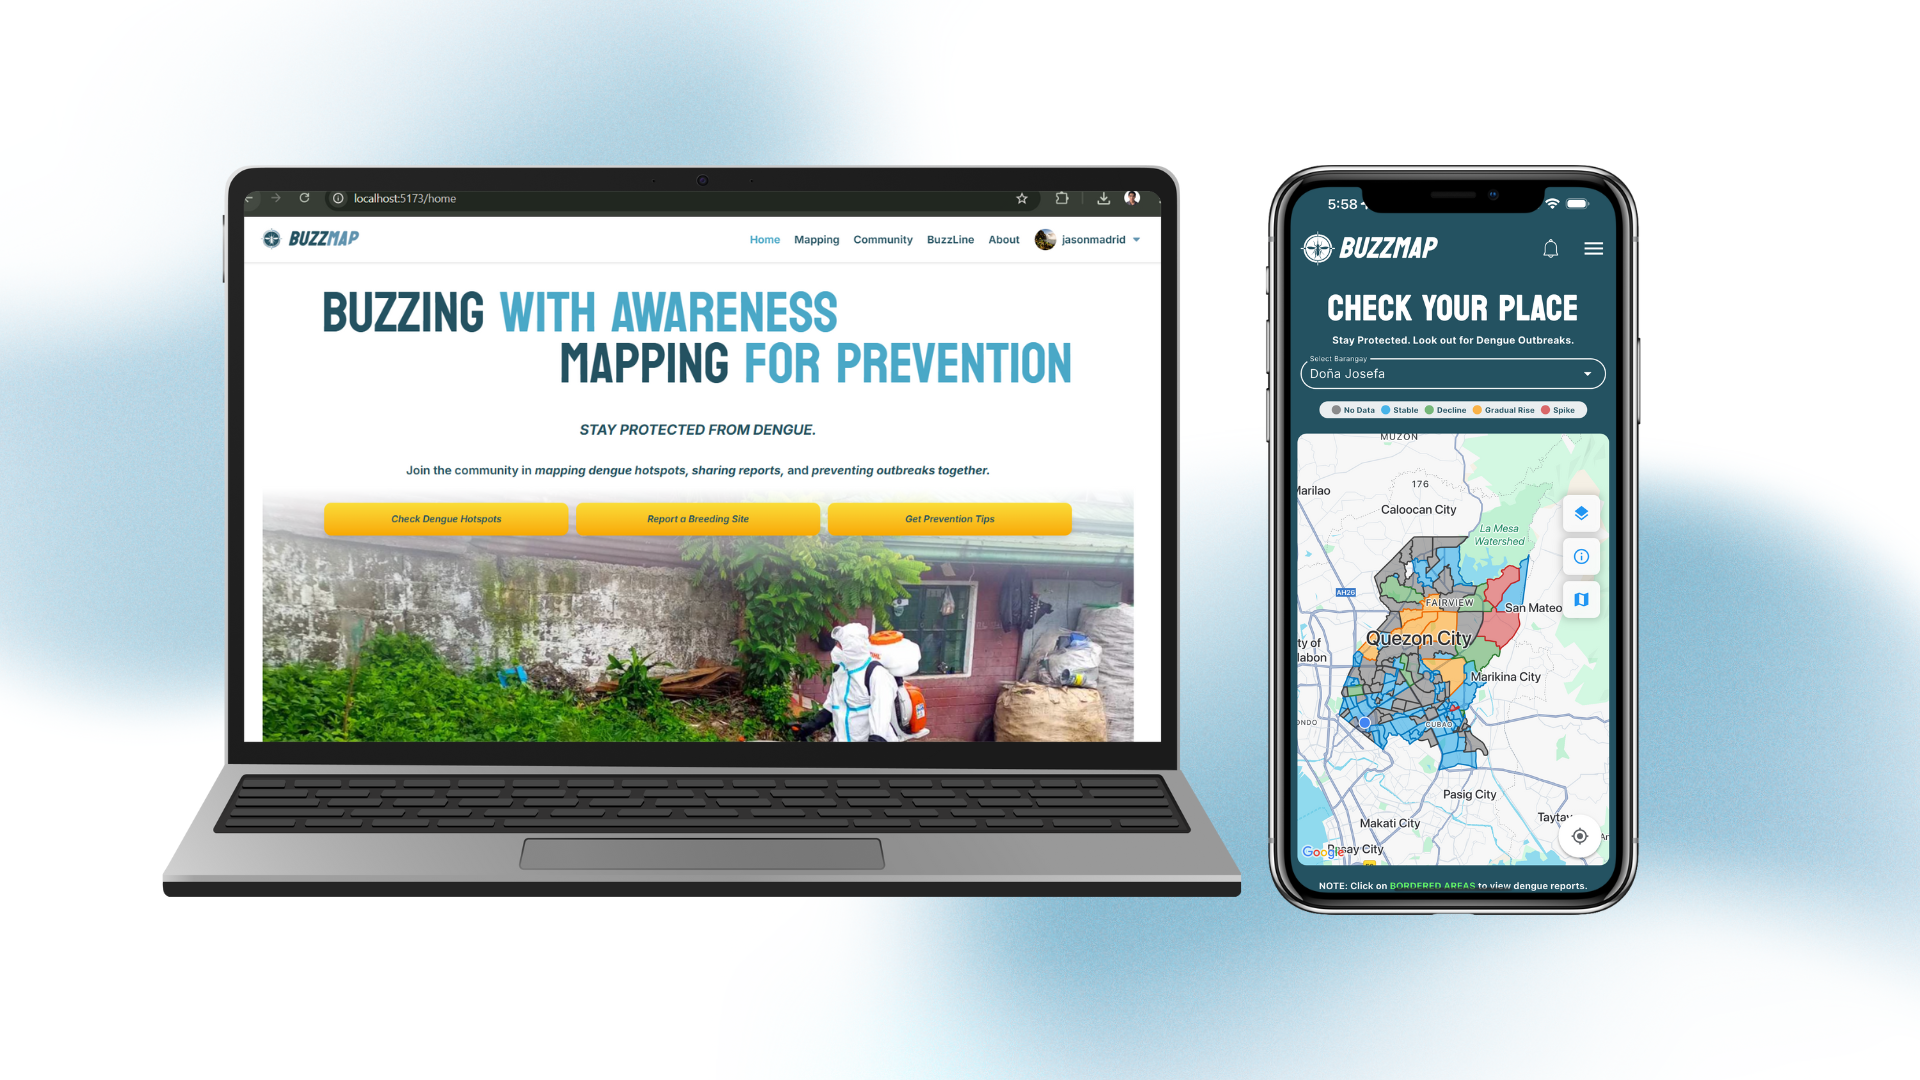 localhost:5173/home
BUZZMAP
Home Mapping Community BuzzLine About jasonmadrid
BUZZING WITH AWARENESS
MAPPING FOR PREVENTION
STAY PROTECTED FROM DENGUE.
Join the community in mapping dengue hotspots, sharing reports, and preventing outbreaks together.
Check Dengue Hotspots Report a Breeding Site Get Prevention Tips
5:58
BUZZMAP
CHECK YOUR PLACE
Stay Protected. Look out for Dengue Outbreaks.
Select Barangay
Doña Josefa
No Data Stable Decline Gradual Rise Spike
MUZON
176
Marilao
Caloocan City
La Mesa
Watershed
AH26
FAIRVIEW
San Mateo
Quezon City
ty of
labon
Marikina City
ONDO
CUBAO
Pasig City
Makati City
Taytay
Google
Pasay City
NOTE: Click on BORDERED AREAS to view dengue reports.